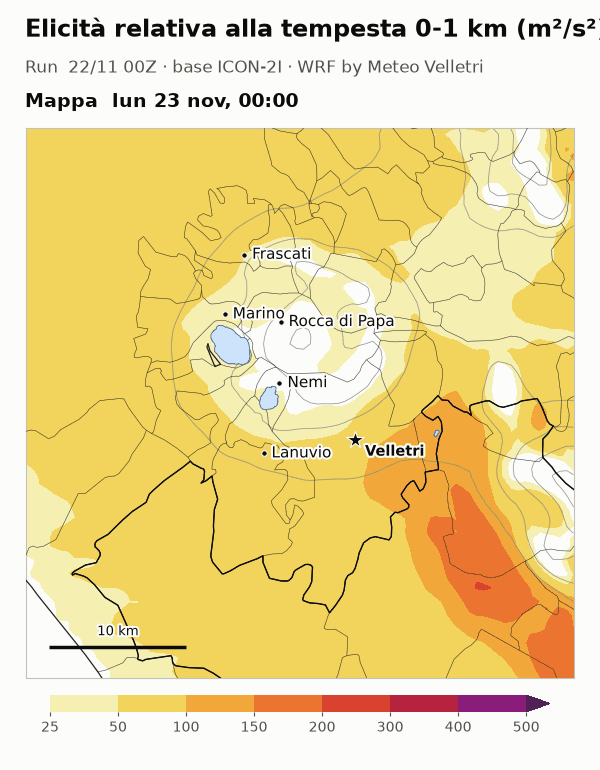 Elicità relativa alla tempesta 0-1 km (m²/s²)
Run 22/11 00Z · base ICON-2I · WRF by Meteo Velletri
Mappa lun 23 nov, 00:00
Frascati
Marino
Rocca di Papa
Nemi
Velletri
Lanuvio
10 km
25 50 100 150 200 300 400 500